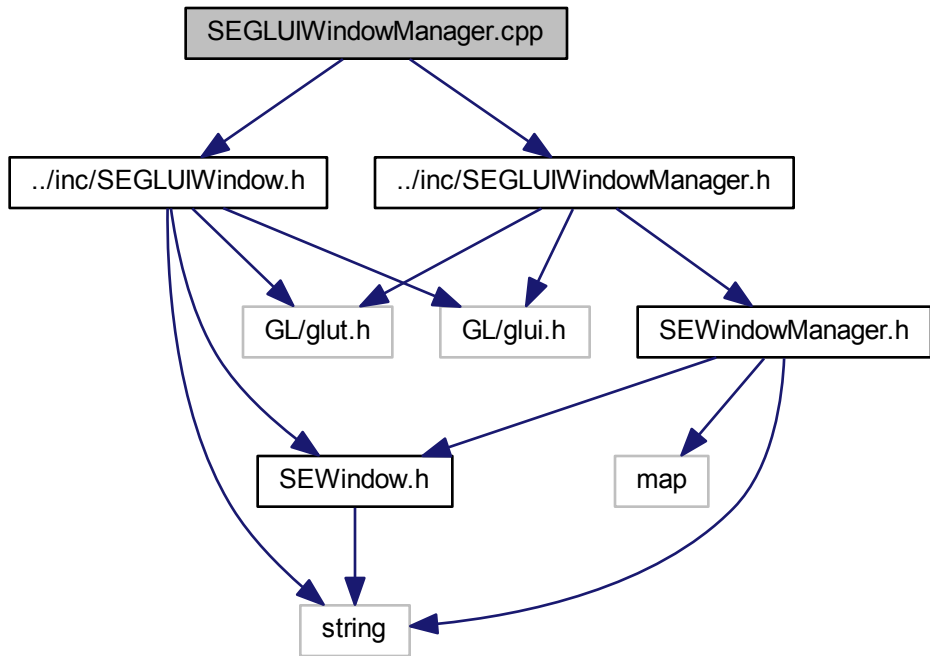 SEGLUIWindowManager.cpp
../inc/SEGLUIWindow.h
../inc/SEGLUIWindowManager.h
GL/glut.h
GL/glui.h
SEWindowManager.h
SEWindow.h
map
string